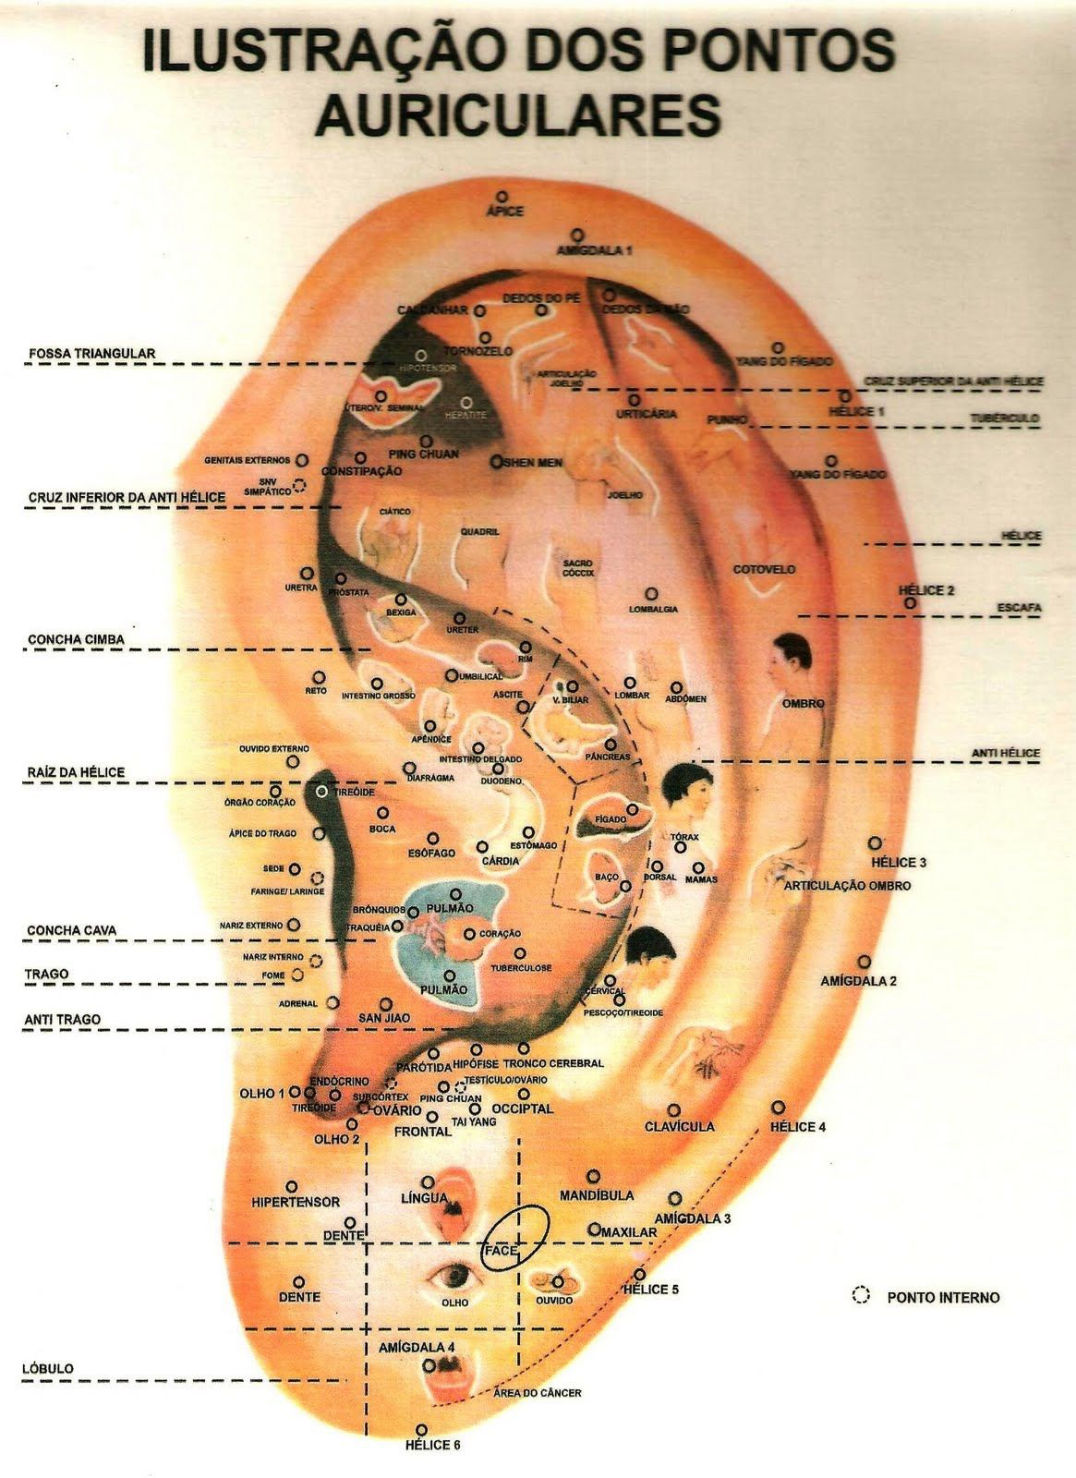 ILUSTRAÇÃO DOS PONTOS
AURICULARES
ÁPICE
AMÍGDALA 1
DEDOS DO PÉ
CALCANHAR
DEDOS DA MÃO
TORNOZELO
FOSSA TRIANGULAR
HIPOTENSOR
YANG DO FÍGADO
ARTICULAÇÃO
JOELHO
CRUZ SUPERIOR DA ANTI HÉLICE
ÚTERO/V. SEMINAL
HEPATITE
URTICÁRIA
HÉLICE 1
PUNHO
TUBÉRCULO
PING CHUAN
GENITAIS EXTERNOS
CONSTIPAÇÃO
SHEN MEN
YANG DO FÍGADO
SNV
SIMPÁTICO
CRUZ INFERIOR DA ANTI HÉLICE
JOELHO
CIÁTICO
QUADRIL
HÉLICE
SACRO
CÓCCIX
COTOVELO
URETRA
PRÓSTATA
HÉLICE 2
BEXIGA
LOMBALGIA
ESCAFA
URETER
CONCHA CIMBA
RIM
RETO
INTESTINO GROSSO
UMBILICAL
ASCITE
V. BILIAR
LOMBAR
ABDÔMEN
OMBRO
APÊNDICE
OUVIDO EXTERNO
INTESTINO DELGADO
PÂNCREAS
ANTI HÉLICE
RAÍZ DA HÉLICE
DIAFRÁGMA
DUODENO
TIREÓIDE
ÓRGÃO CORAÇÃO
BOCA
FÍGADO
ÁPICE DO TRAGO
ESÔFAGO
CÁRDIA
ESTÔMAGO
TÓRAX
HÉLICE 3
SEDE
BAÇO
DORSAL
MAMAS
FARINGE/ LARINGE
ARTICULAÇÃO OMBRO
BRÔNQUIOS
PULMÃO
NARIZ EXTERNO
TRAQUÉIA
CORAÇÃO
CONCHA CAVA
NARIZ INTERNO
TUBERCULOSE
TRAGO
FOME
PULMÃO
AMÍGDALA 2
CERVICAL
ADRENAL
SAN JIAO
PESCOÇO/TIREOIDE
ANTI TRAGO
PARÓTIDA
HIPÓFISE
TRONCO CEREBRAL
ENDÓCRINO
TESTÍCULO/OVÁRIO
OLHO 1
TIREÓIDE
SUBCÓRTEX
PING CHUAN
OVÁRIO
OCCIPTAL
OLHO 2
FRONTAL
TAI YANG
CLAVÍCULA
HÉLICE 4
HIPERTENSOR
LÍNGUA
MANDÍBULA
AMÍGDALA 3
DENTE
MAXILAR
FACE
DENTE
OLHO
OUVIDO
HÉLICE 5
PONTO INTERNO
AMÍGDALA 4
LÓBULO
ÁREA DO CÂNCER
HÉLICE 6